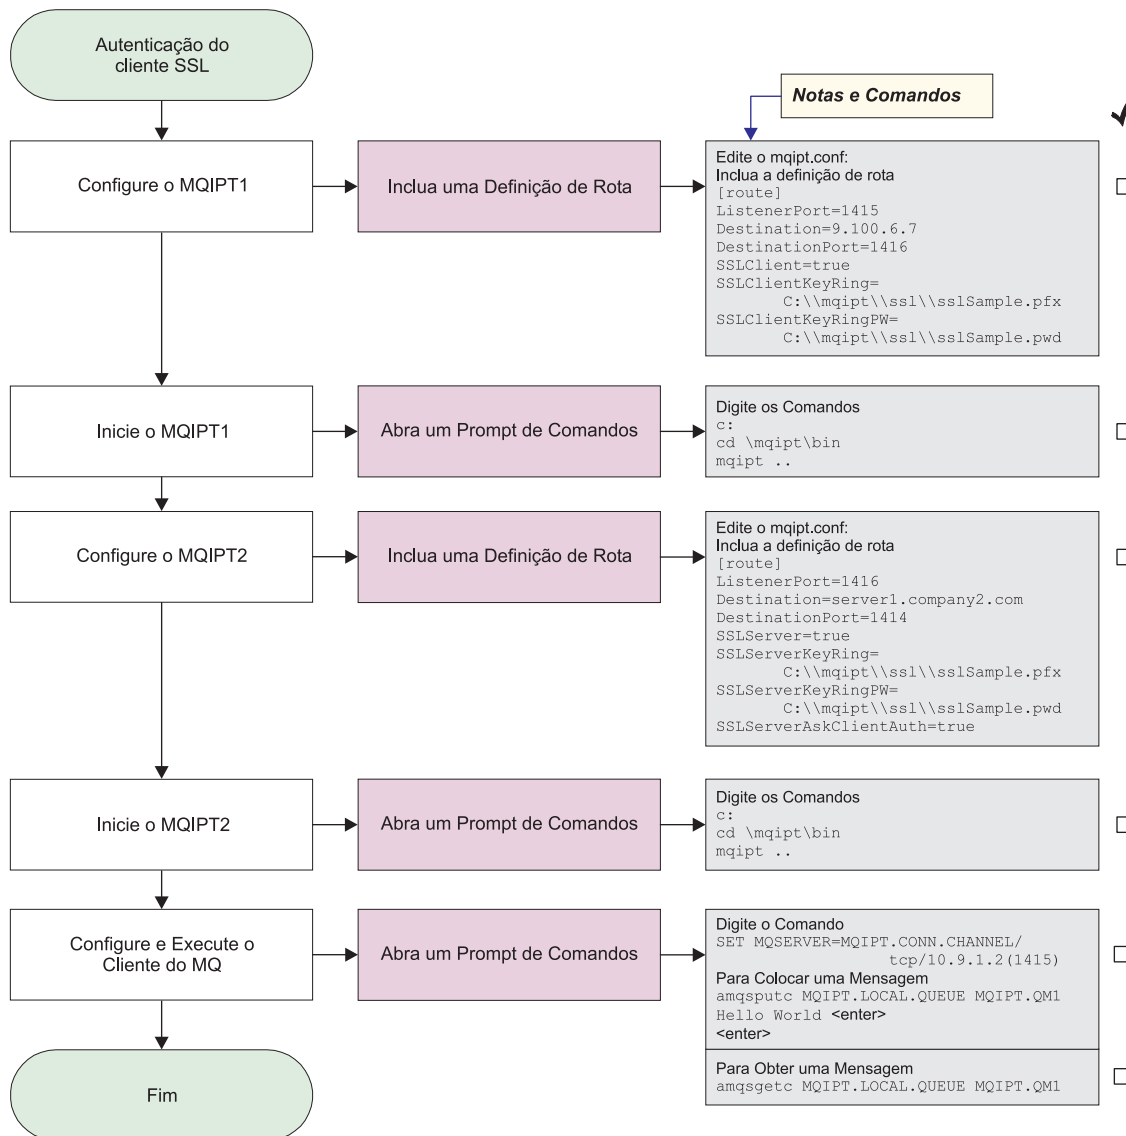 Autenticação do
cliente SSL
Notas e Comandos
Configure o MQIPT1
Inclua uma Definição de Rota
Edite o mqipt.conf:
Inclua a definição de rota
[route]
ListenerPort=1415
Destination=9.100.6.7
DestinationPort=1416
SSLClient=true
SSLClientKeyRing=
C:\\mqipt\\ssl\\sslSample.pfx
SSLClientKeyRingPW=
C:\\mqipt\\ssl\\sslSample.pwd
Inicie o MQIPT1
Abra um Prompt de Comandos
Digite os Comandos
c:
cd \mqipt\bin
mqipt ..
Configure o MQIPT2
Inclua uma Definição de Rota
Edite o mqipt.conf:
Inclua a definição de rota
[route]
ListenerPort=1416
Destination=server1.company2.com
DestinationPort=1414
SSLServer=true
SSLServerKeyRing=
C:\\mqipt\\ssl\\sslSample.pfx
SSLServerKeyRingPW=
C:\\mqipt\\ssl\\sslSample.pwd
SSLServerAskClientAuth=true
Inicie o MQIPT2
Abra um Prompt de Comandos
Digite os Comandos
c:
cd \mqipt\bin
mqipt ..
Configure e Execute o
Cliente do MQ
Abra um Prompt de Comandos
Digite o Comando
SET MQSERVER=MQIPT.CONN.CHANNEL/
tcp/10.9.1.2(1415)
Para Colocar uma Mensagem
amqsputc MQIPT.LOCAL.QUEUE MQIPT.QM1
Hello World <enter>
<enter>
Para Obter uma Mensagem
amqsgetc MQIPT.LOCAL.QUEUE MQIPT.QM1
Fim